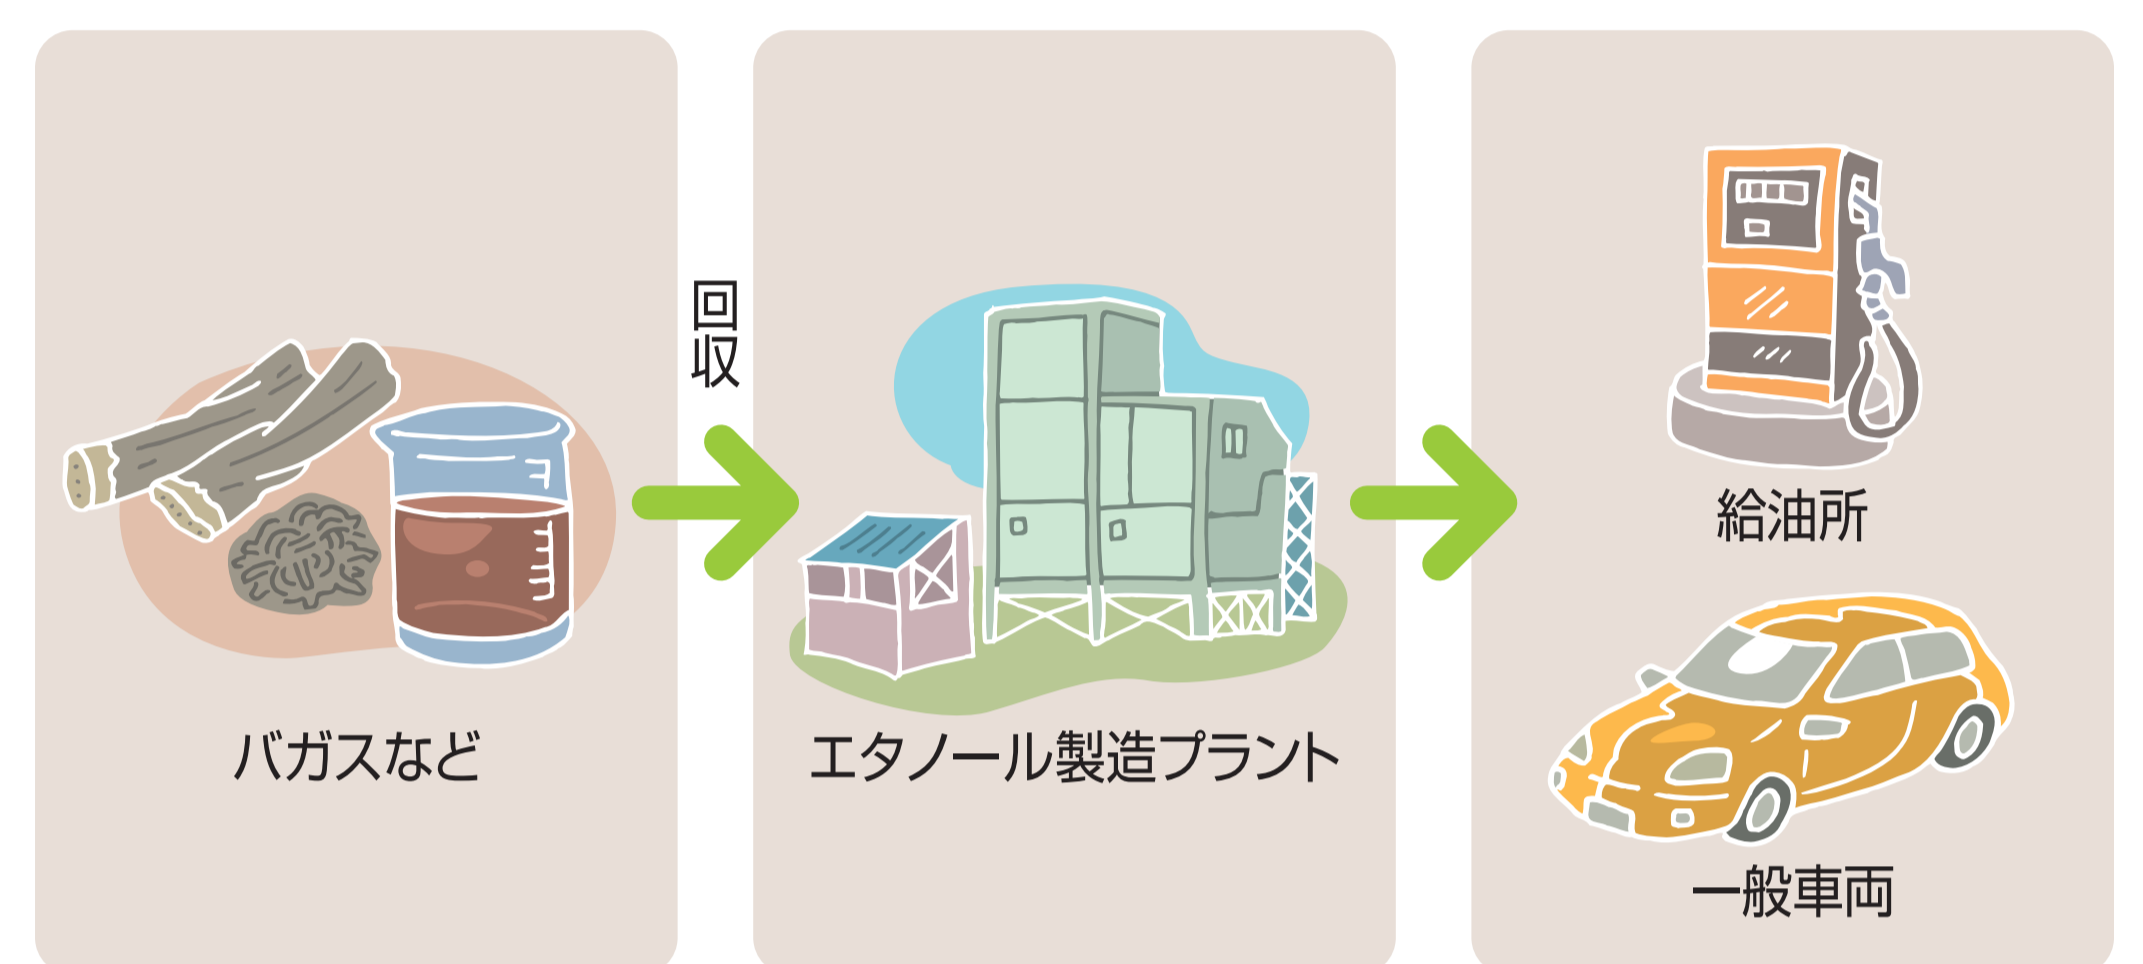 バガスなど
回収
エタノール製造プラント
給油所
一般車両